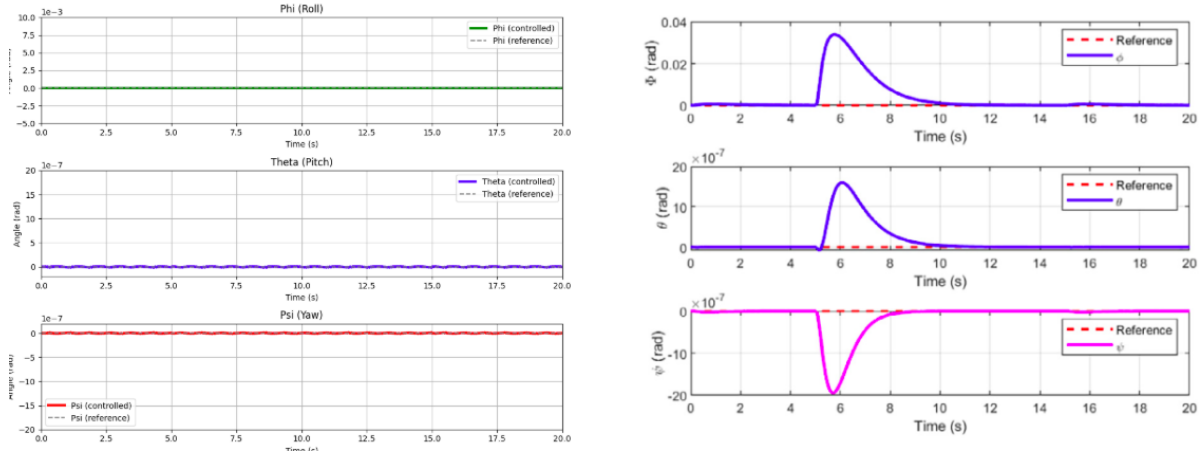 Phi (Roll)
1e-3
10.0
7.5
5.0
2.5
0.0
-2.5
-5.0
Phi (controlled)
Phi (reference)
0.0 2.5 5.0 7.5 10.0 12.5 15.0 17.5 20.0
Time (s)
Theta (Pitch)
1e-7
20
15
10
5
0
Angle (rad)
Theta (controlled)
Theta (reference)
0.0 2.5 5.0 7.5 10.0 12.5 15.0 17.5 20.0
Time (s)
Psi (Yaw)
1e-7
0
-5
-10
-15
-20
Angle (rad)
Psi (controlled)
Psi (reference)
0.0 2.5 5.0 7.5 10.0 12.5 15.0 17.5 20.0
Time (s)
0.04
0.02
0
Φ (rad)
Reference
ϕ
0 2 4 6 8 10 12 14 16 18 20
Time (s)
×10⁻⁷
20
10
0
θ (rad)
Reference
θ
0 2 4 6 8 10 12 14 16 18 20
Time (s)
×10⁻⁷
0
-10
-20
ψ (rad)
Reference
ψ
0 2 4 6 8 10 12 14 16 18 20
Time (s)